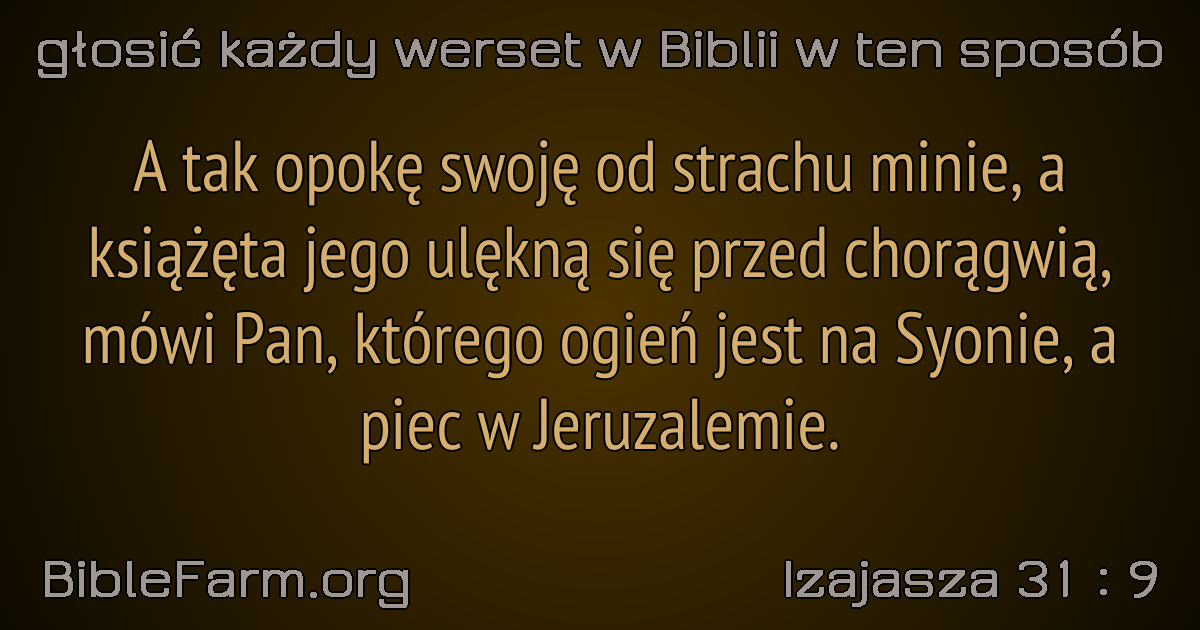 głosić każdy werset w Biblii w ten sposób
A tak opokę swoję od strachu minie, a
książęta jego ulękną się przed chorągwią,
mówi Pan, którego ogień jest na Syonie, a
piec w Jeruzalemie.
BibleFarm.org
Izajasza 31 : 9